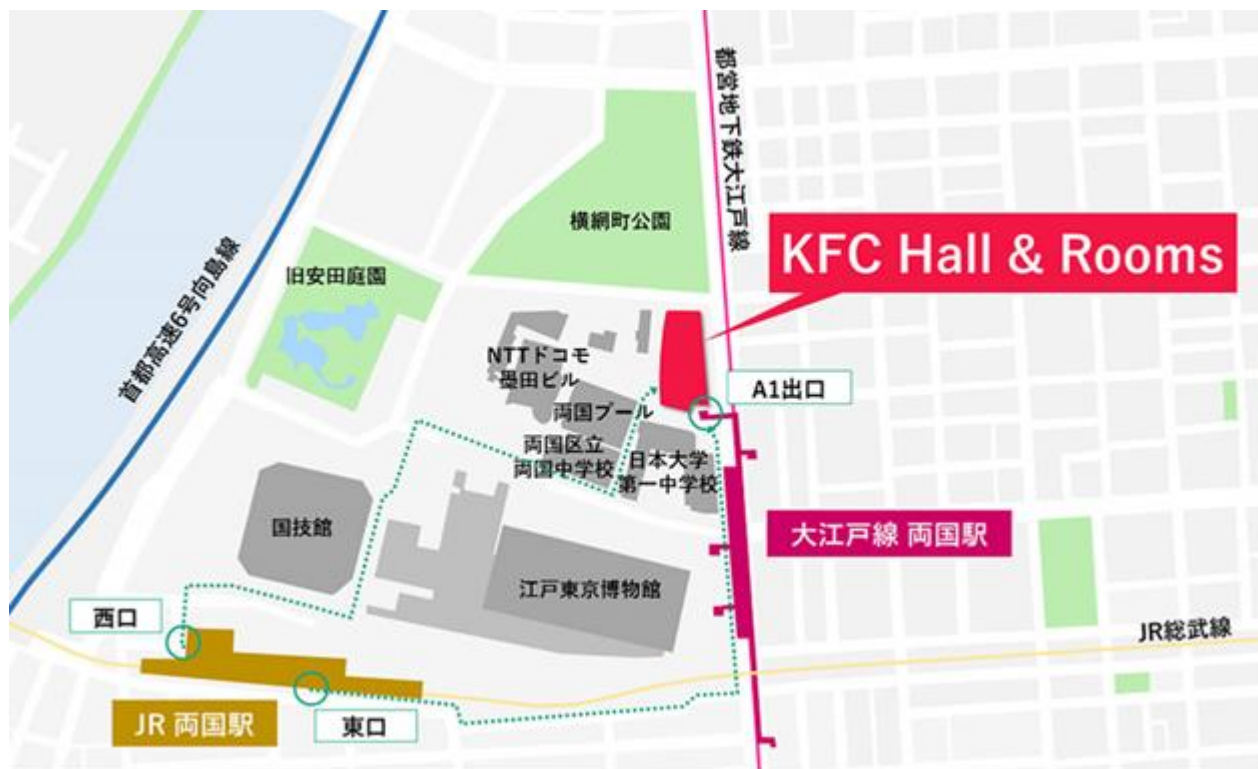 都営地下鉄大江戸線
横網町公園
KFC Hall & Rooms
首都高速6号向島線
旧安田庭園
NTTドコモ
墨田ビル
A1出口
両国プール
両国区立
両国中学校
日本大学
第一中学校
国技館
大江戸線 両国駅
江戸東京博物館
西口
JR総武線
JR 両国駅
東口